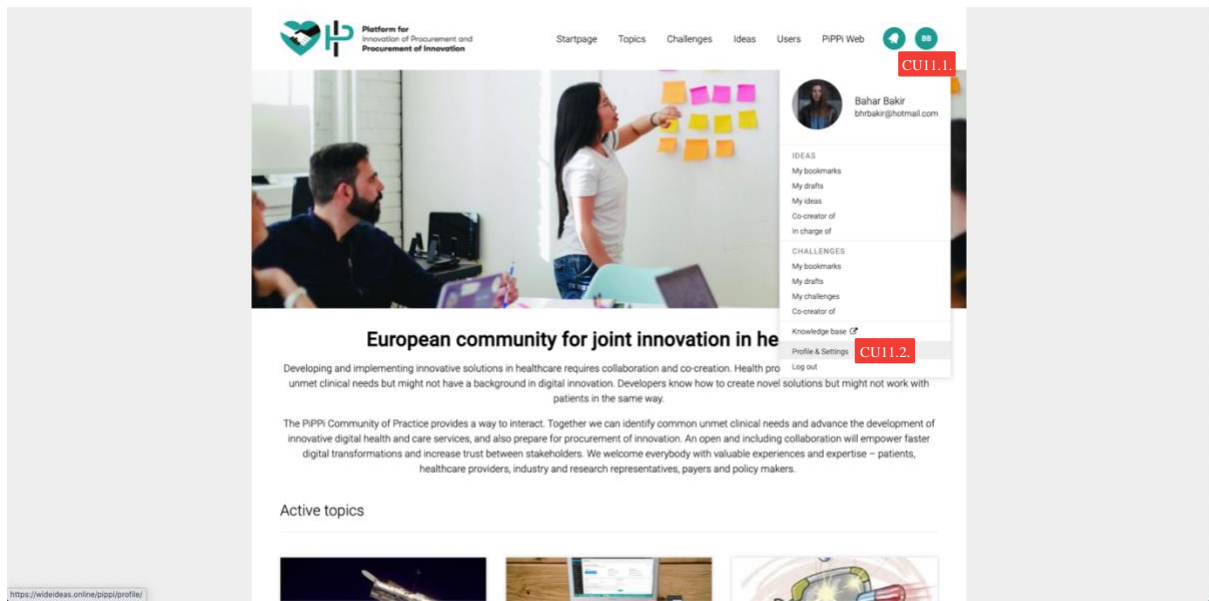 Platform for
Innovation of Procurement and
Procurement of Innovation
Startpage Topics Challenges Ideas Users PiPPi Web BB
CU11.1.
Bahar Bakir
bhrbakir@hotmail.com
IDEAS
My bookmarks
My drafts
My ideas
Co-creator of
In charge of
CHALLENGES
My bookmarks
My drafts
My challenges
Co-creator of
Knowledge base
Profile & Settings CU11.2.
Log out
European community for joint innovation in he
Developing and implementing innovative solutions in healthcare requires collaboration and co-creation. Health pro
unmet clinical needs but might not have a background in digital innovation. Developers know how to create novel solutions but might not work with
patients in the same way.
The PiPPi Community of Practice provides a way to interact. Together we can identify common unmet clinical needs and advance the development of
innovative digital health and care services, and also prepare for procurement of innovation. An open and including collaboration will empower faster
digital transformations and increase trust between stakeholders. We welcome everybody with valuable experiences and expertise – patients,
healthcare providers, industry and research representatives, payers and policy makers.
Active topics
https://wideideas.online/pippi/profile/